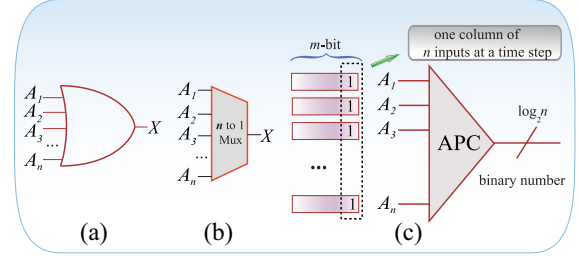 A1
A2
A3
...
An
X
(a)
A1
A2
A3
...
An
n to 1
Mux
X
(b)
m-bit
1
1
1
...
1
one column of
n inputs at a time step
A1
A2
A3
An
APC
log2n
binary number
(c)